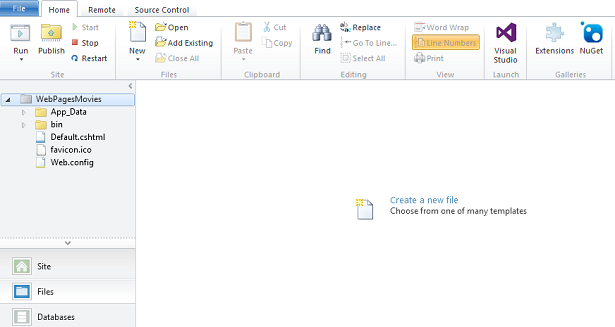 File Home Remote Source Control
Run
Publish
Start
Stop
Restart
Site
New
Open
Add Existing
Close All
Files
Paste
Cut
Copy
Clipboard
Find
Replace
Go To Line...
Select All
Editing
Word Wrap
Line Numbers
Print
View
Visual
Studio
Launch
Extensions
NuGet
Galleries
WebPagesMovies
App_Data
bin
Default.cshtml
favicon.ico
Web.config
Create a new file
Choose from one of many templates
Site
Files
Databases